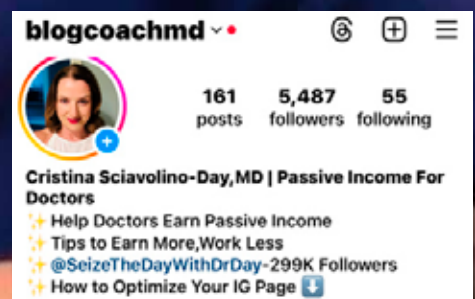 blogcoachmd
161 5,487 55
posts followers following
Cristina Sciavolino-Day,MD | Passive Income For
Doctors
✨ Help Doctors Earn Passive Income
✨ Tips to Earn More,Work Less
✨ @SeizeTheDayWithDrDay-299K Followers
✨ How to Optimize Your IG Page ⬇️